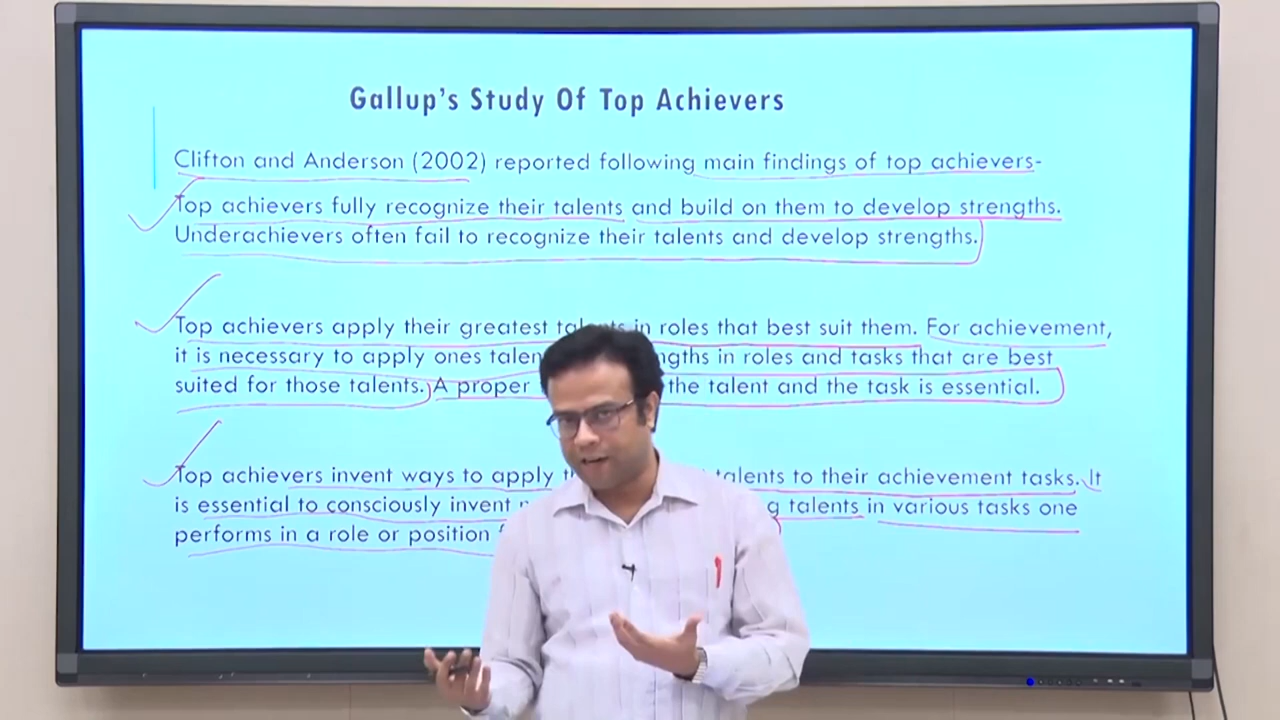 Gallup's Study Of Top Achievers
Clifton and Anderson (2002) reported following main findings of top achievers-
Top achievers fully recognize their talents and build on them to develop strengths.
Underachievers often fail to recognize their talents and develop strengths.
Top achievers apply their greatest talents in roles that best suit them. For achievement,
it is necessary to apply ones in roles and tasks that are best
suited for those talents. A proper the talent and the task is essential.
Top achievers invent ways to apply talents to their achievement tasks. It
is essential to consciously invent talents in various tasks one
performs in a role or position